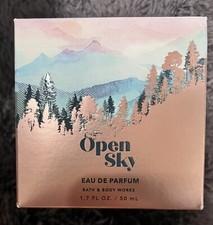 Open
Sky
EAU DE PARFUM
BATH & BODY WORKS
1.7 FL OZ. / 50 mL